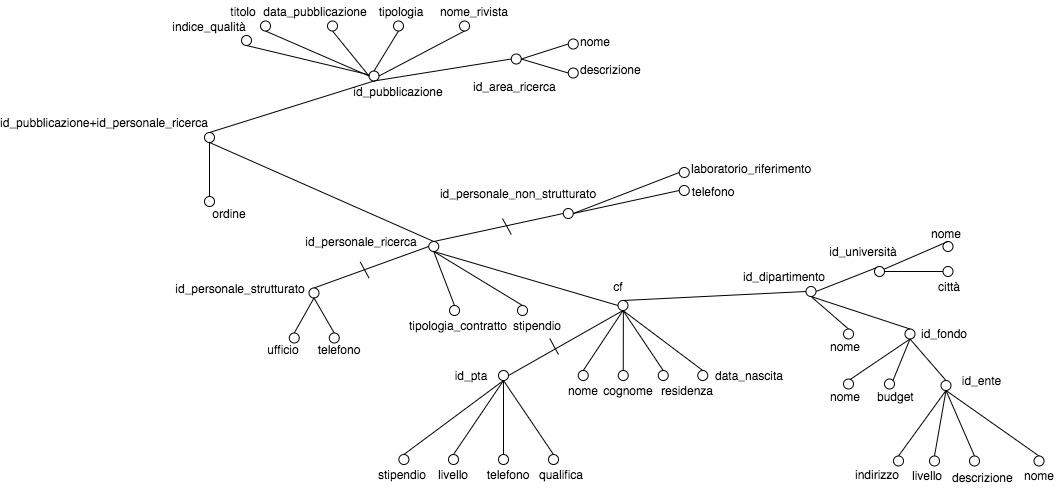 titolo data_pubblicazione tipologia nome_rivista
indice_qualità
nome
descrizione
id_area_ricerca
id_pubblicazione
id_pubblicazione+id_personale_ricerca
laboratorio_riferimento
id_personale_non_strutturato
telefono
ordine
id_personale_ricerca
nome
id_università
id_dipartimento
città
id_personale_strutturato
cf
tipologia_contratto stipendio
ufficio telefono
nome
id_fondo
id_pta
data_nascita
nome cognome residenza
id_ente
nome budget
stipendio livello telefono qualifica
indirizzo livello descrizione nome